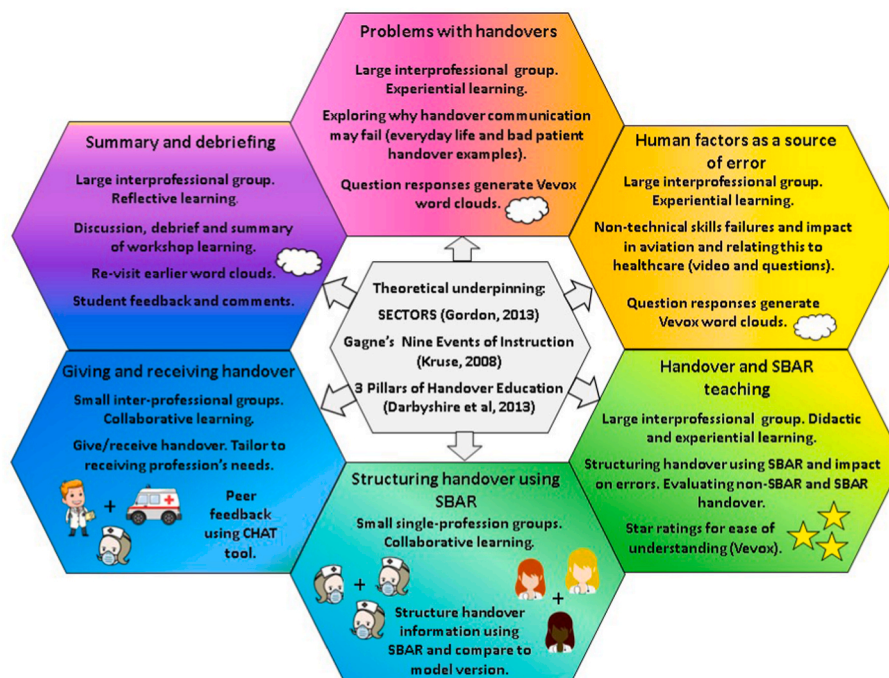 Problems with handovers
Large interprofessional group.
Experiential learning.
Exploring why handover communication
may fail (everyday life and bad patient
handover examples).
Question responses generate Vevox
word clouds.
Human factors as a source
of error
Large interprofessional group.
Experiential learning.
Non-technical skills failures and impact
in aviation and relating this to
healthcare (video and questions).
Question responses generate
Vevox word clouds.
Handover and SBAR
teaching
Large interprofessional group. Didactic
and experiential learning.
Structuring handover using SBAR and impact
on errors. Evaluating non-SBAR and SBAR
handover.
Star ratings for ease of
understanding (Vevox).
Structuring handover using
SBAR
Small single-profession groups.
Collaborative learning.
+
+
+
Structure handover
information using
SBAR and compare to
model version.
Giving and receiving handover
Small inter-professional groups.
Collaborative learning.
Give/receive handover. Tailor to
receiving profession's needs.
+
Peer
feedback
using CHAT
tool.
Summary and debriefing
Large interprofessional group.
Reflective learning.
Discussion, debrief and summary
of workshop learning.
Re-visit earlier word clouds.
Student feedback and comments.
Theoretical underpinning:
SECTORS (Gordon, 2013)
Gagne's Nine Events of Instruction
(Kruse, 2008)
3 Pillars of Handover Education
(Darbyshire et al, 2013)